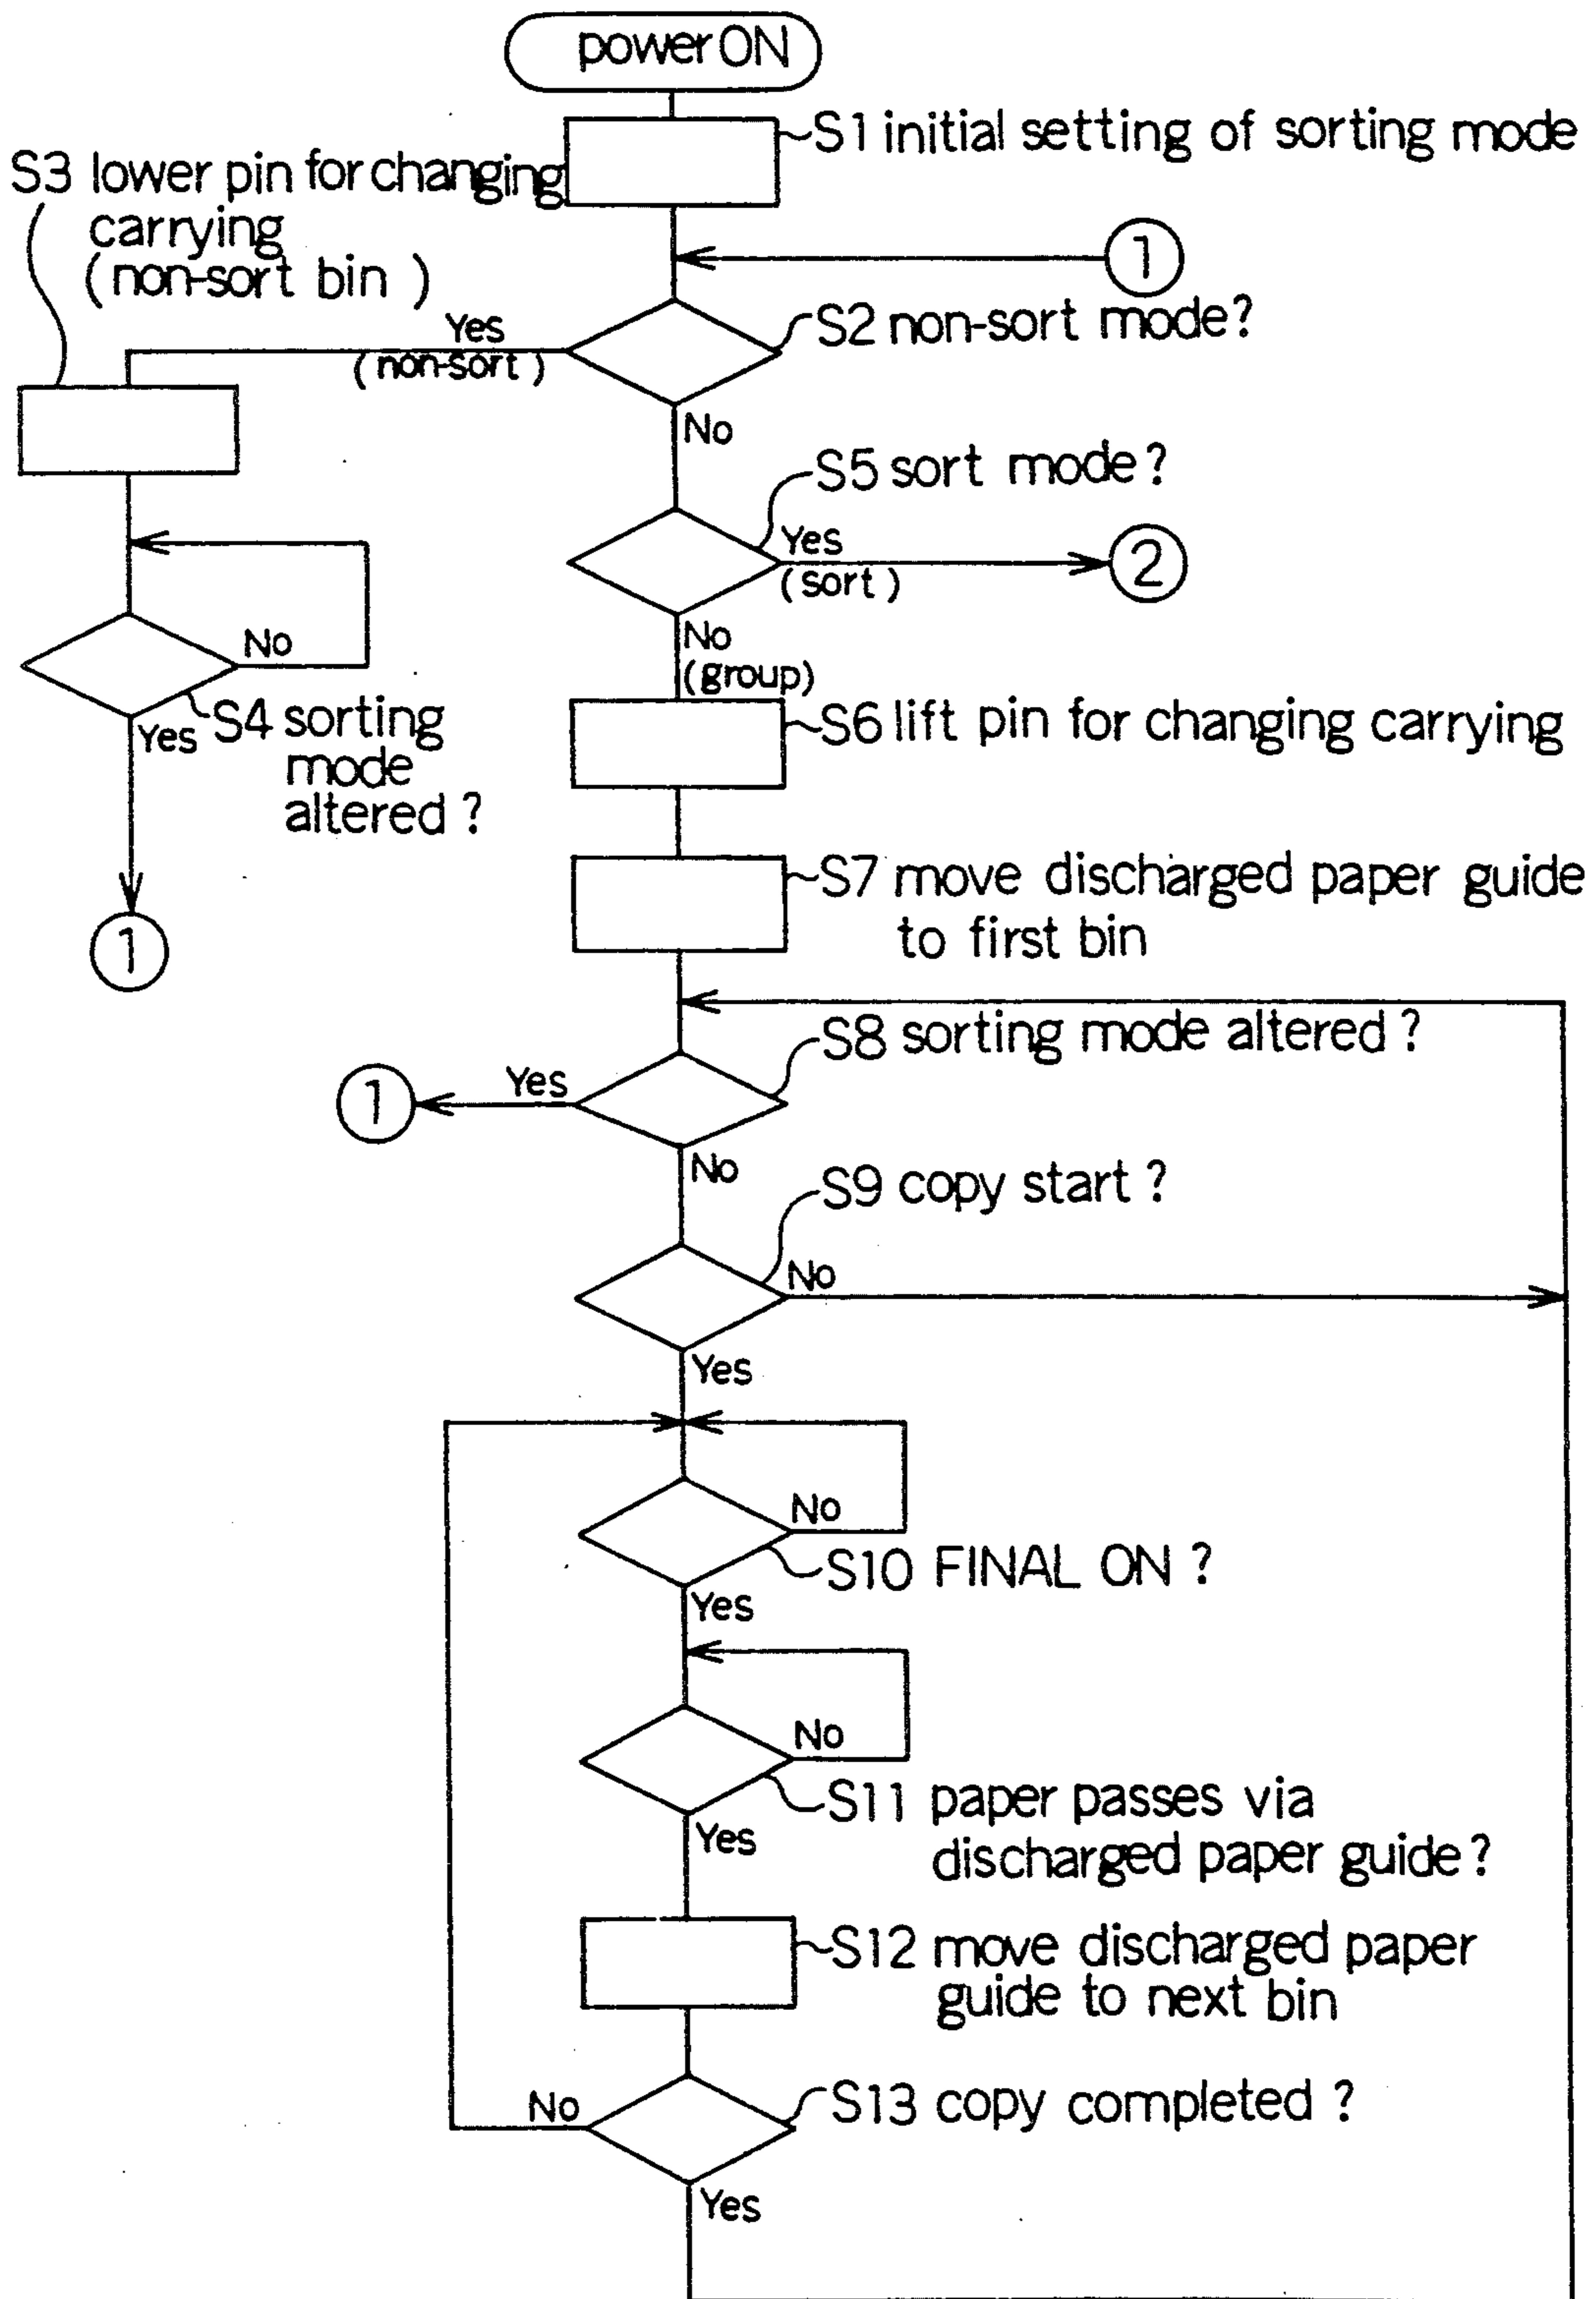 power ON
S1 initial setting of sorting mode
S3 lower pin for changing
carrying
(non-sort bin )
1
S2 non-sort mode?
Yes
(non-sort)
No
S5 sort mode?
Yes
(sort)
2
No
(group)
No
S4 sorting
mode
altered ?
Yes
1
S6 lift pin for changing carrying
S7 move discharged paper guide
to first bin
S8 sorting mode altered ?
Yes
1
No
S9 copy start ?
No
Yes
No
S10 FINAL ON ?
Yes
No
S11 paper passes via
discharged paper guide ?
Yes
S12 move discharged paper
guide to next bin
S13 copy completed ?
No
Yes